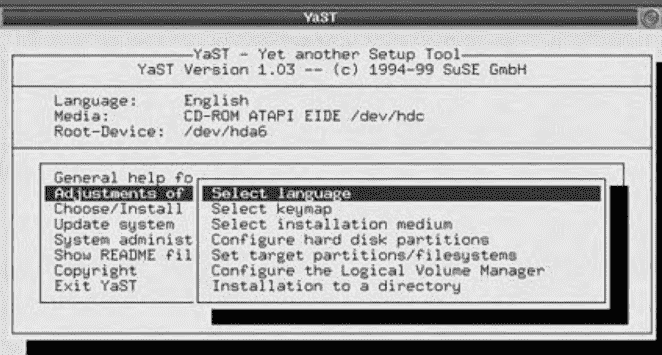 YaST
YaST - Yet another Setup Tool
YaST Version 1.03 -- (c) 1994-99 SuSE GmbH
Language: English
Media: CD-ROM ATAPI EIDE /dev/hdc
Root-Device: /dev/hda6
General help fo
Adjustments of Select language
Choose/Install Select keymap
Update system Select installation medium
System administ Configure hard disk partitions
Show README fil Set target partitions/filesystems
Copyright Configure the Logical Volume Manager
Exit YaST Installation to a directory